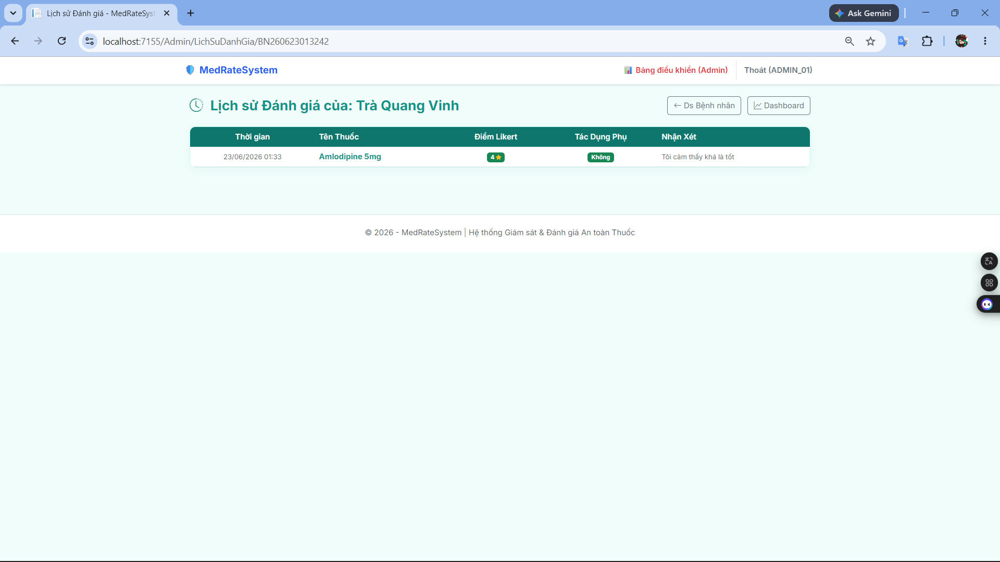 Lịch sử Đánh giá - MedRateSyst
Ask Gemini
localhost:7155/Admin/LichSuDanhGia/BN260623013242
MedRateSystem
Bảng điều khiển (Admin)
Thoát (ADMIN_01)
Lịch sử Đánh giá của: Trà Quang Vinh
← Ds Bệnh nhân
Dashboard
Thời gian Tên Thuốc Điểm Likert Tác Dụng Phụ Nhận Xét
23/06/2026 01:33 Amlodipine 5mg 4⭐ Không Tôi cảm thấy khá là tốt
© 2026 - MedRateSystem | Hệ thống Giám sát & Đánh giá An toàn Thuốc